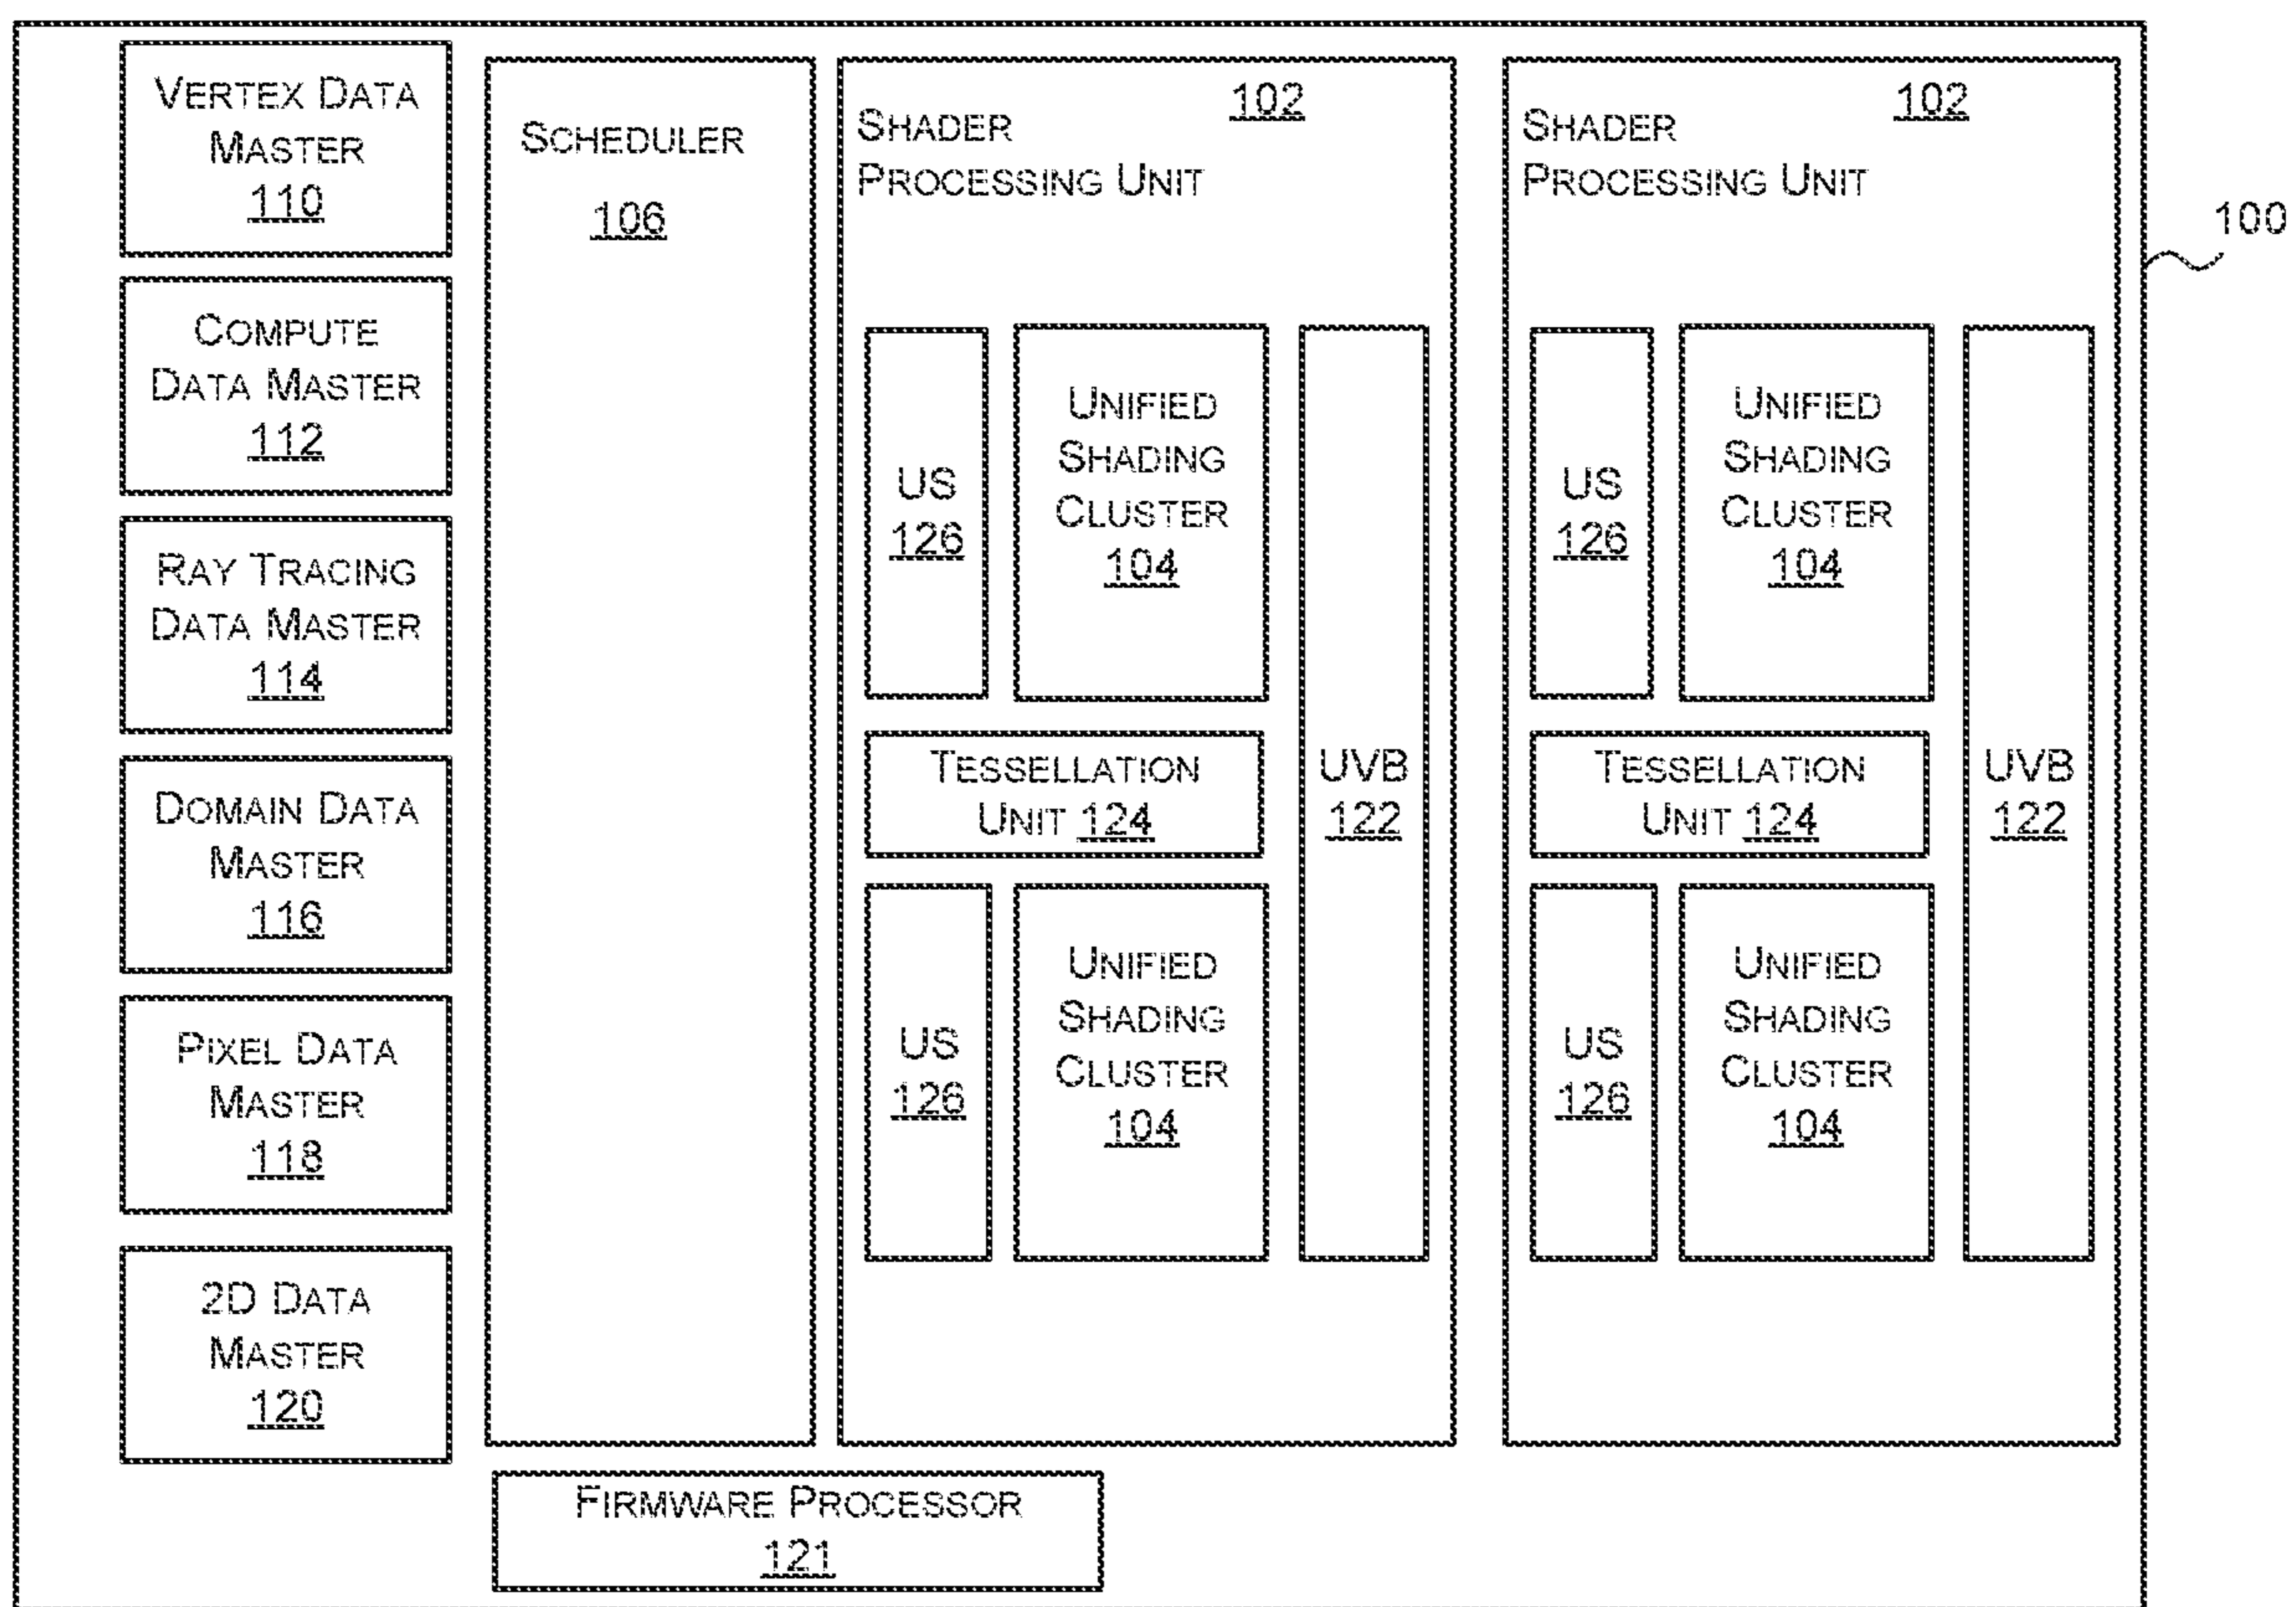 VERTEX DATA
MASTER
110
COMPUTE
DATA MASTER
112
RAY TRACING
DATA MASTER
114
DOMAIN DATA
MASTER
116
PIXEL DATA
MASTER
118
2D DATA
MASTER
120
SCHEDULER
106
102
SHADER
PROCESSING UNIT
US
126
UNIFIED
SHADING
CLUSTER
104
TESSELLATION
UNIT 124
UVB
122
US
126
UNIFIED
SHADING
CLUSTER
104
102
SHADER
PROCESSING UNIT
US
126
UNIFIED
SHADING
CLUSTER
104
TESSELLATION
UNIT 124
UVB
122
US
126
UNIFIED
SHADING
CLUSTER
104
100
FIRMWARE PROCESSOR
121